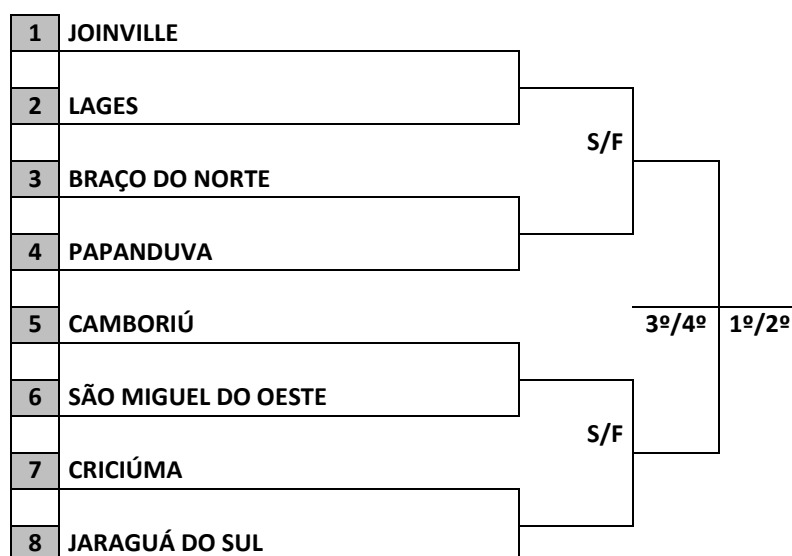 1 JOINVILLE
2 LAGES
S/F
3 BRAÇO DO NORTE
4 PAPANDUVA
5 CAMBORIÚ 3º/4º 1º/2º
6 SÃO MIGUEL DO OESTE
S/F
7 CRICIÚMA
8 JARAGUÁ DO SUL